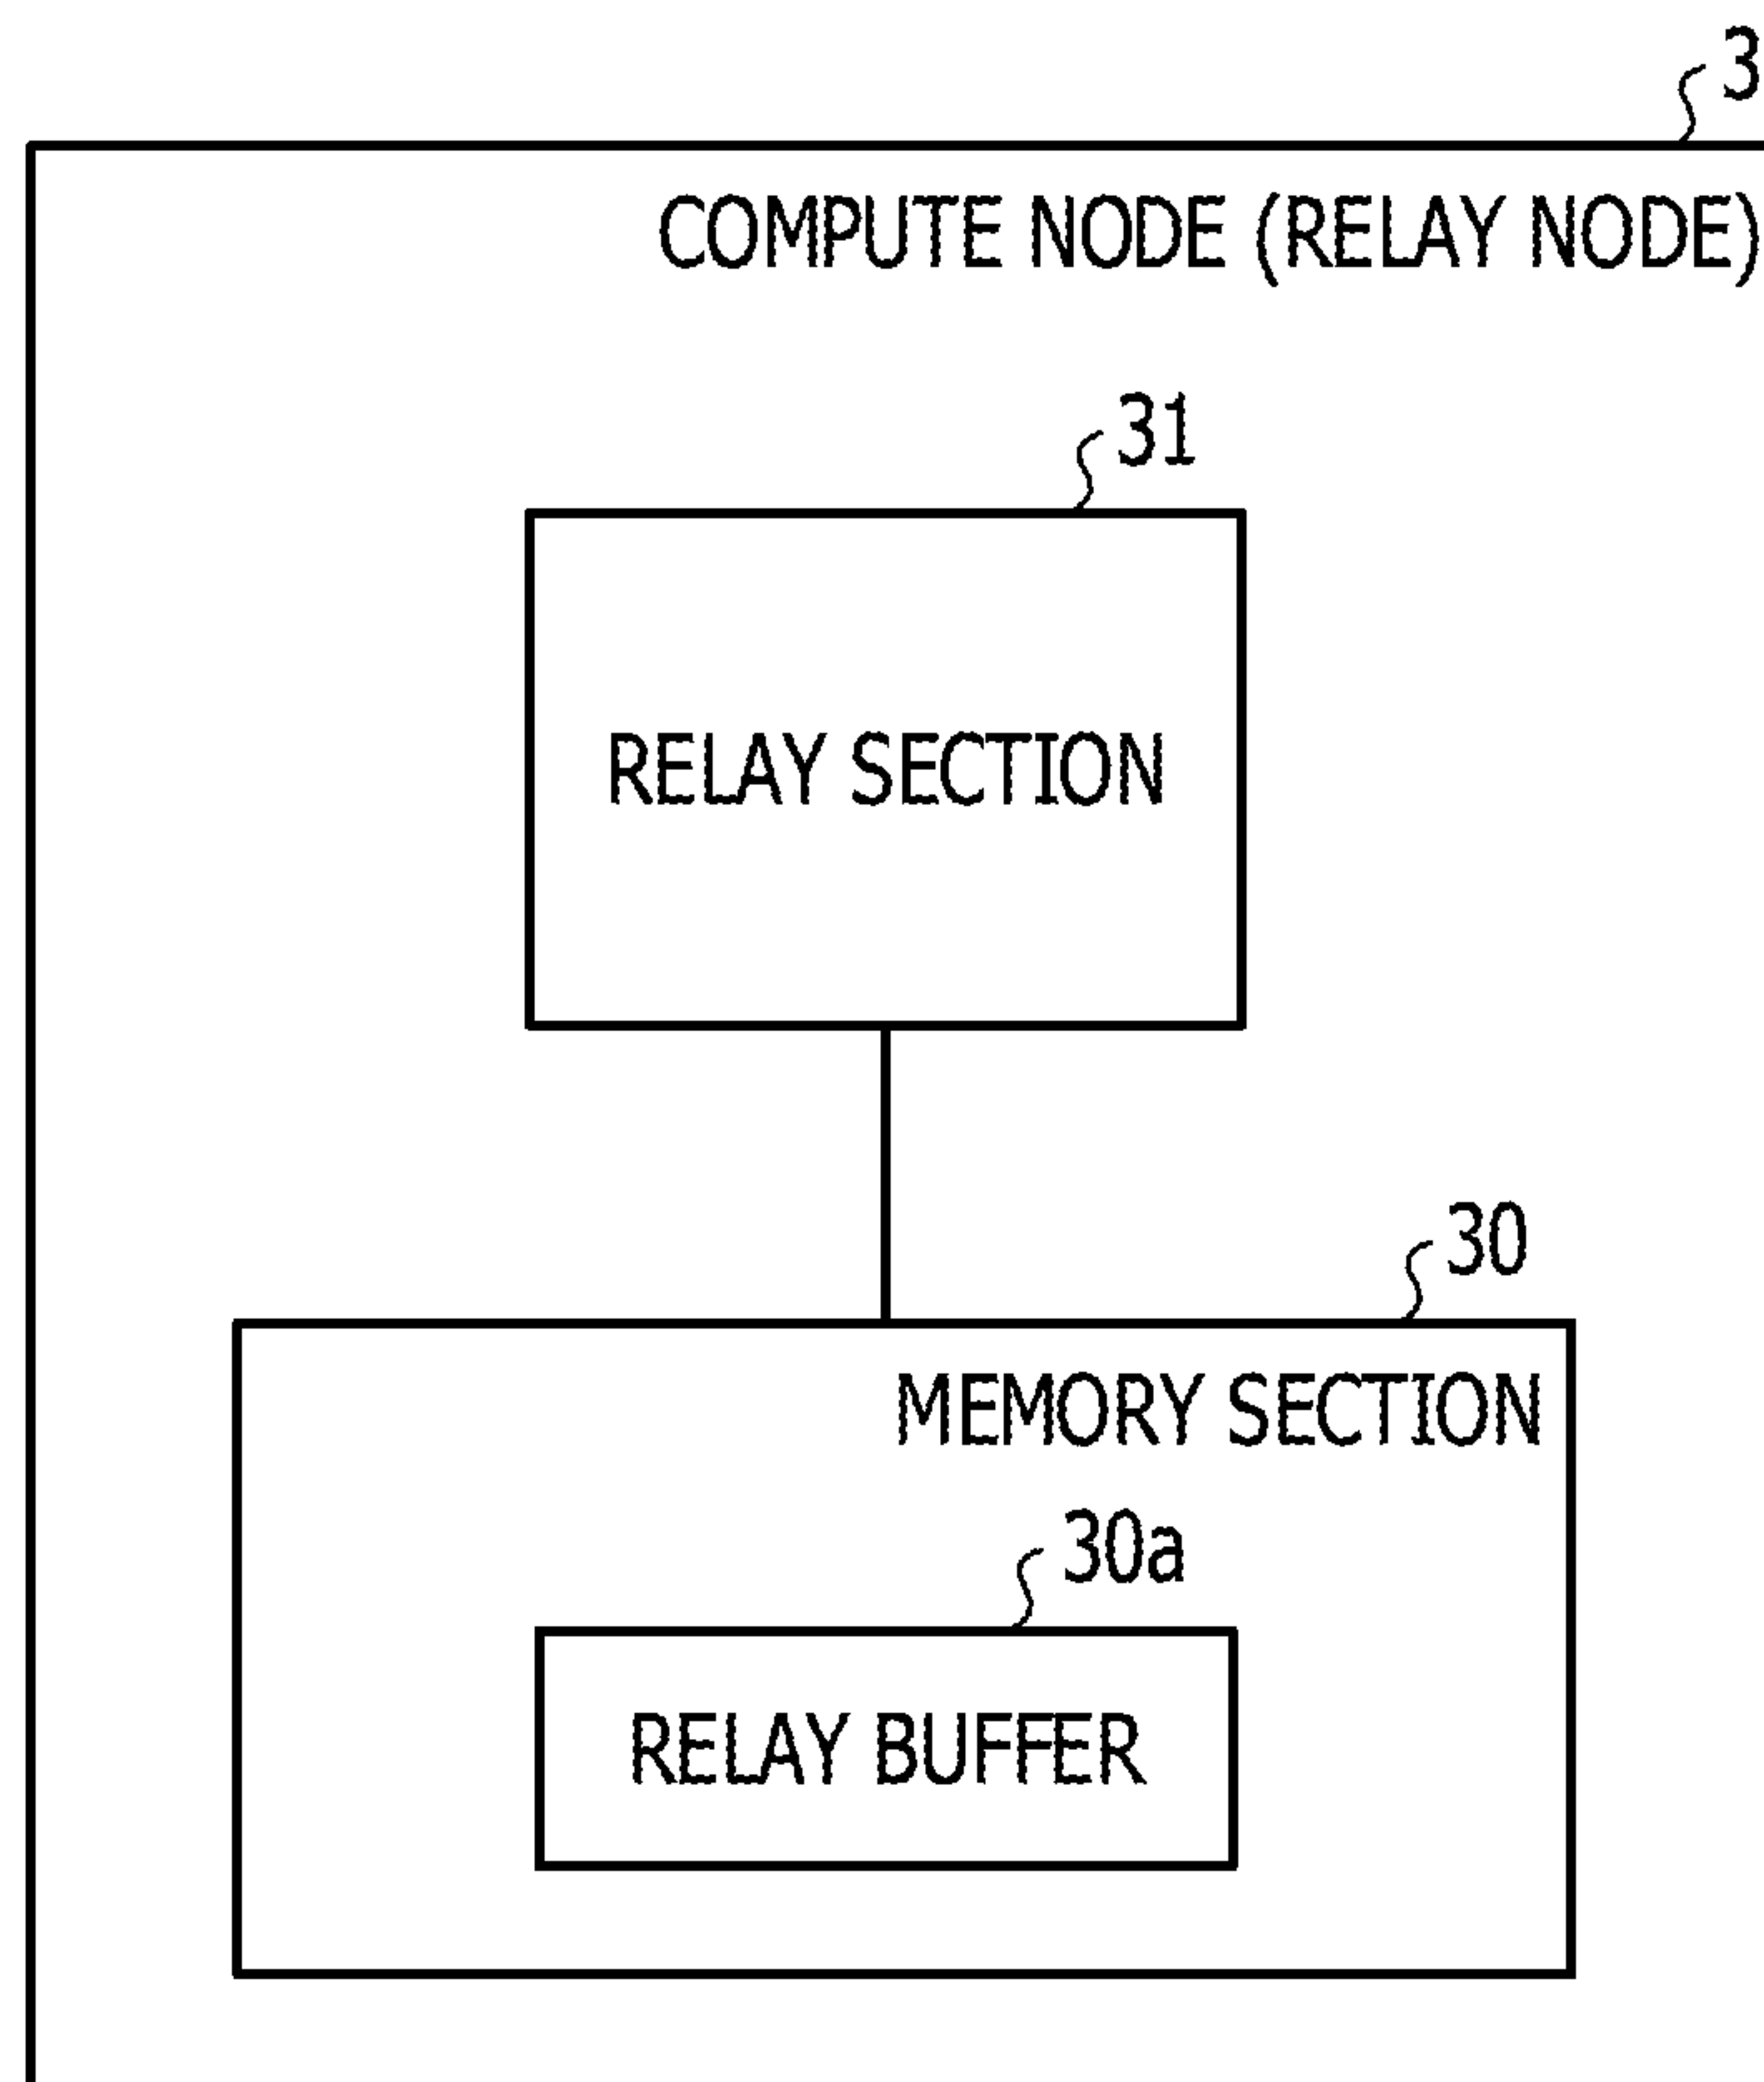 3
COMPUTE NODE (RELAY NODE)
31
RELAY SECTION
30
MEMORY SECTION
30a
RELAY BUFFER